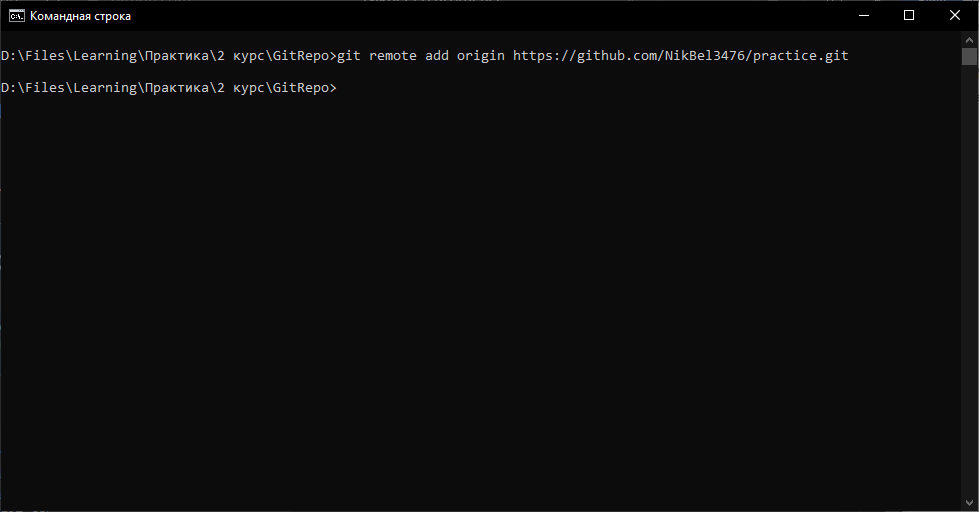 Командная строка
D:\Files\Learning\Практика\2 курс\GitRepo>git remote add origin https://github.com/NikBel3476/practice.git
D:\Files\Learning\Практика\2 курс\GitRepo>